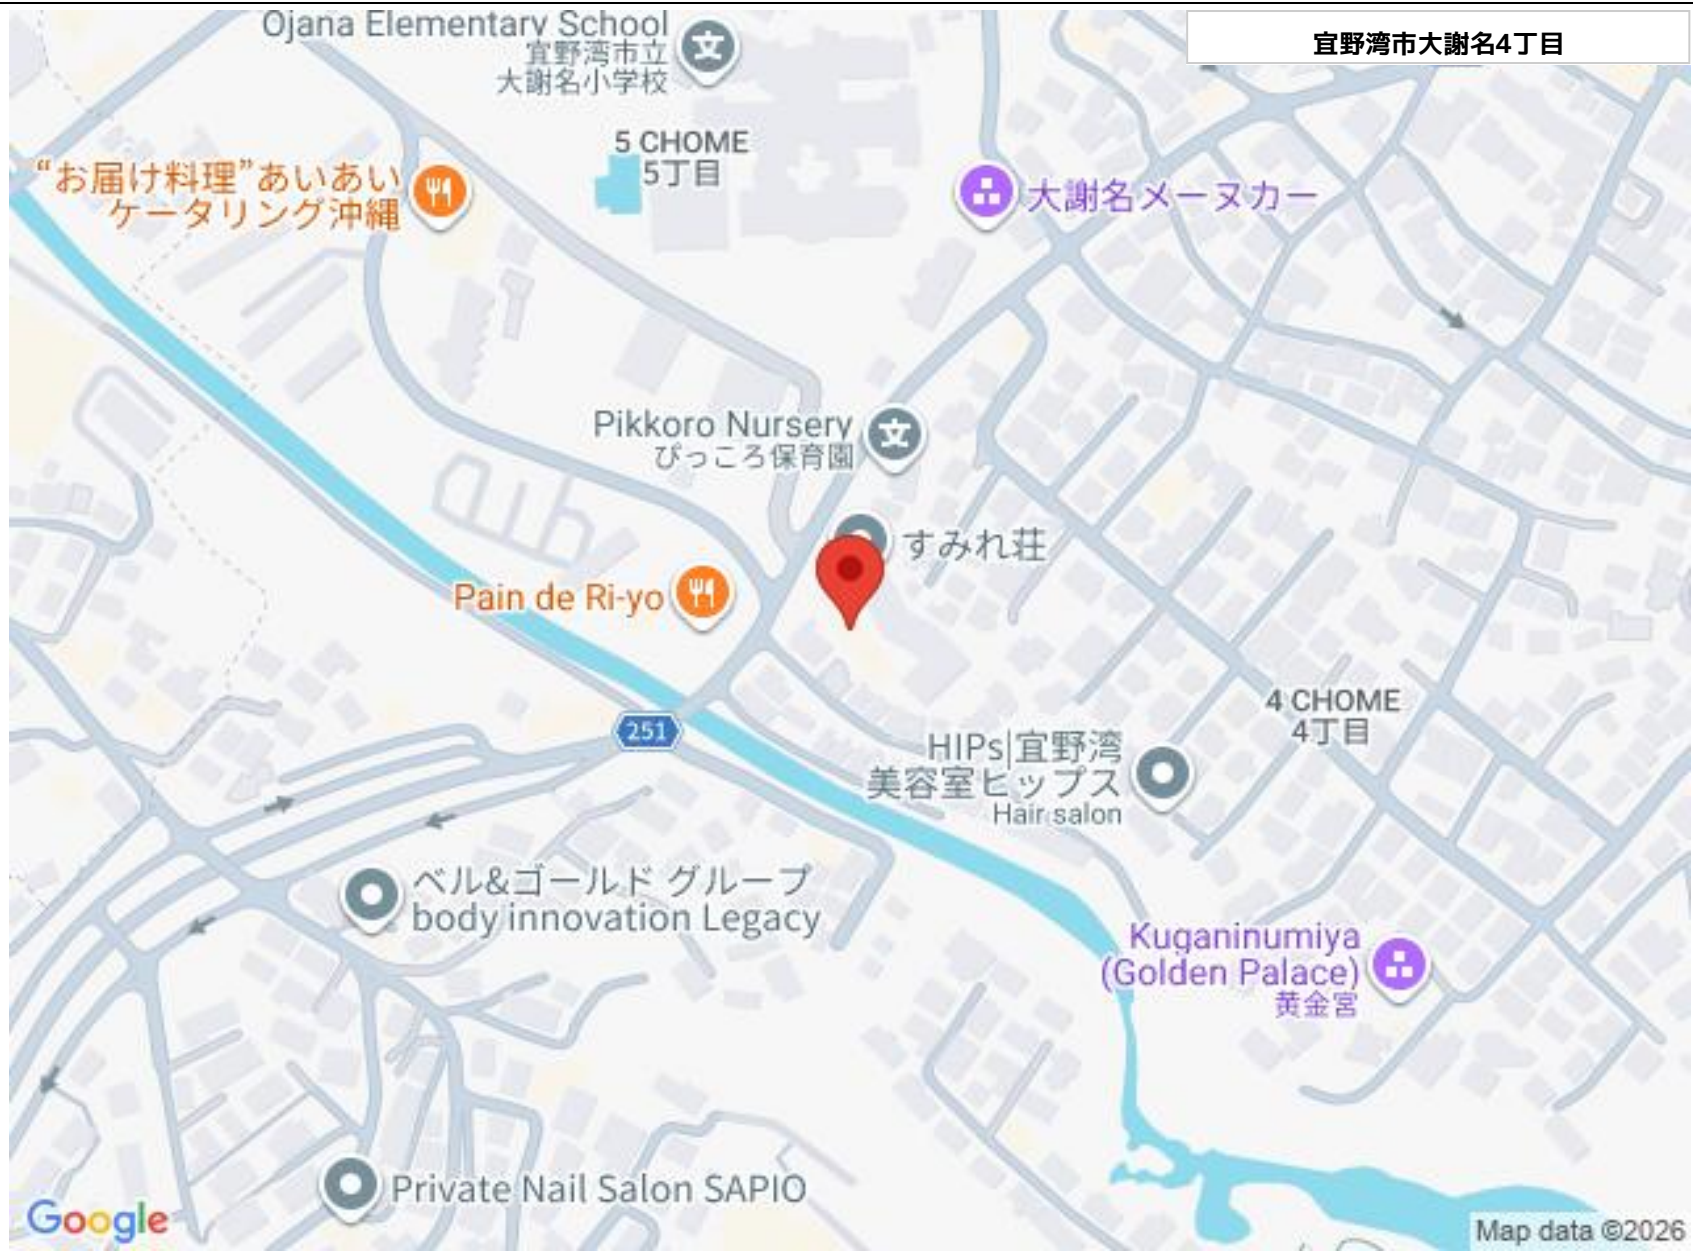 Ojana Elementary School
宜野湾市立
大謝名小学校
宜野湾市大謝名4丁目
5 CHOME
5丁目
“お届け料理”あいあい
ケータリング沖縄
大謝名メーヌカー
Pikkoro Nursery
ぴっころ保育園
すみれ荘
Pain de Ri-yo
4 CHOME
4丁目
251
HIPs|宜野湾
美容室ヒップス
Hair salon
ベル&ゴールド グループ
body innovation Legacy
Kuganinumiya
(Golden Palace)
黄金宮
Private Nail Salon SAPIO
Google
Map data ©2026